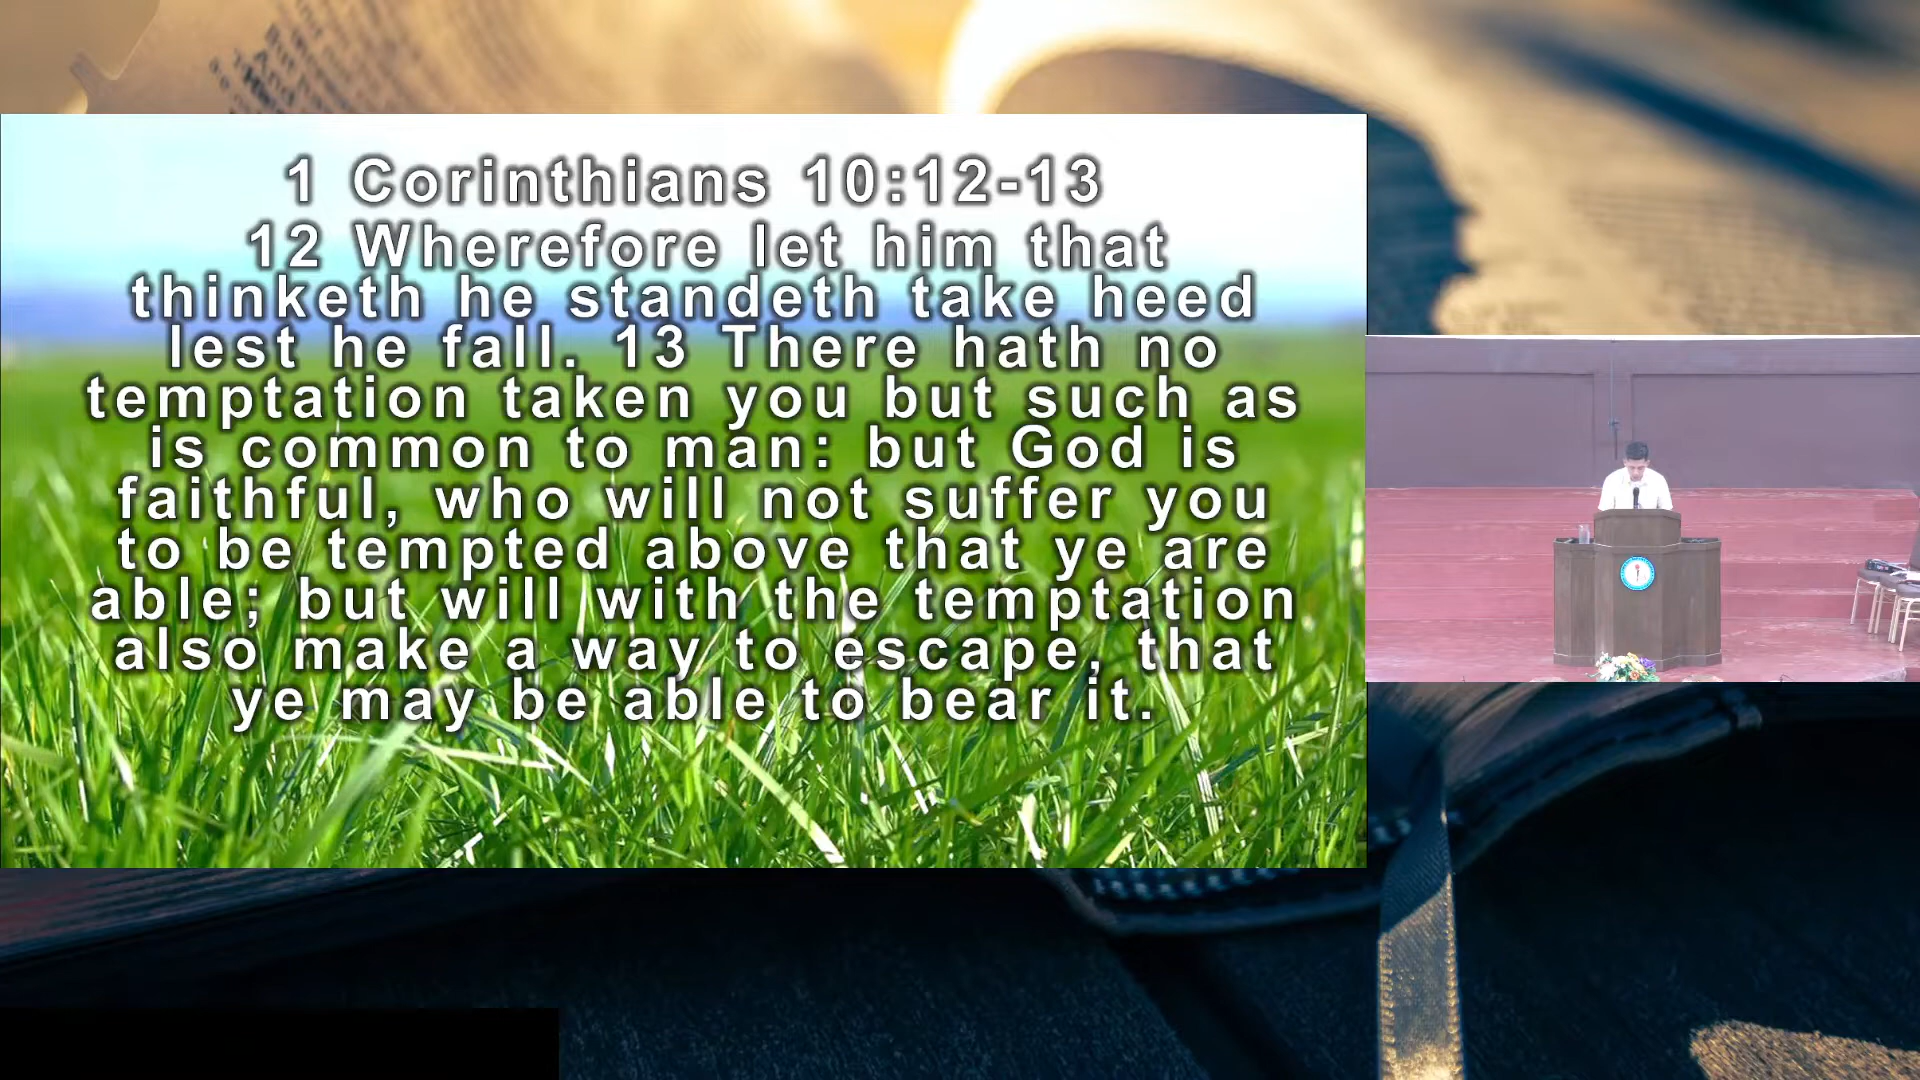 1 Corinthians 10:12-13
12 Wherefore let him that
thinketh he standeth take heed
lest he fall. 13 There hath no
temptation taken you but such as
is common to man: but God is
faithful, who will not suffer you
to be tempted above that ye are
able; but will with the temptation
also make a way to escape, that
ye may be able to bear it.